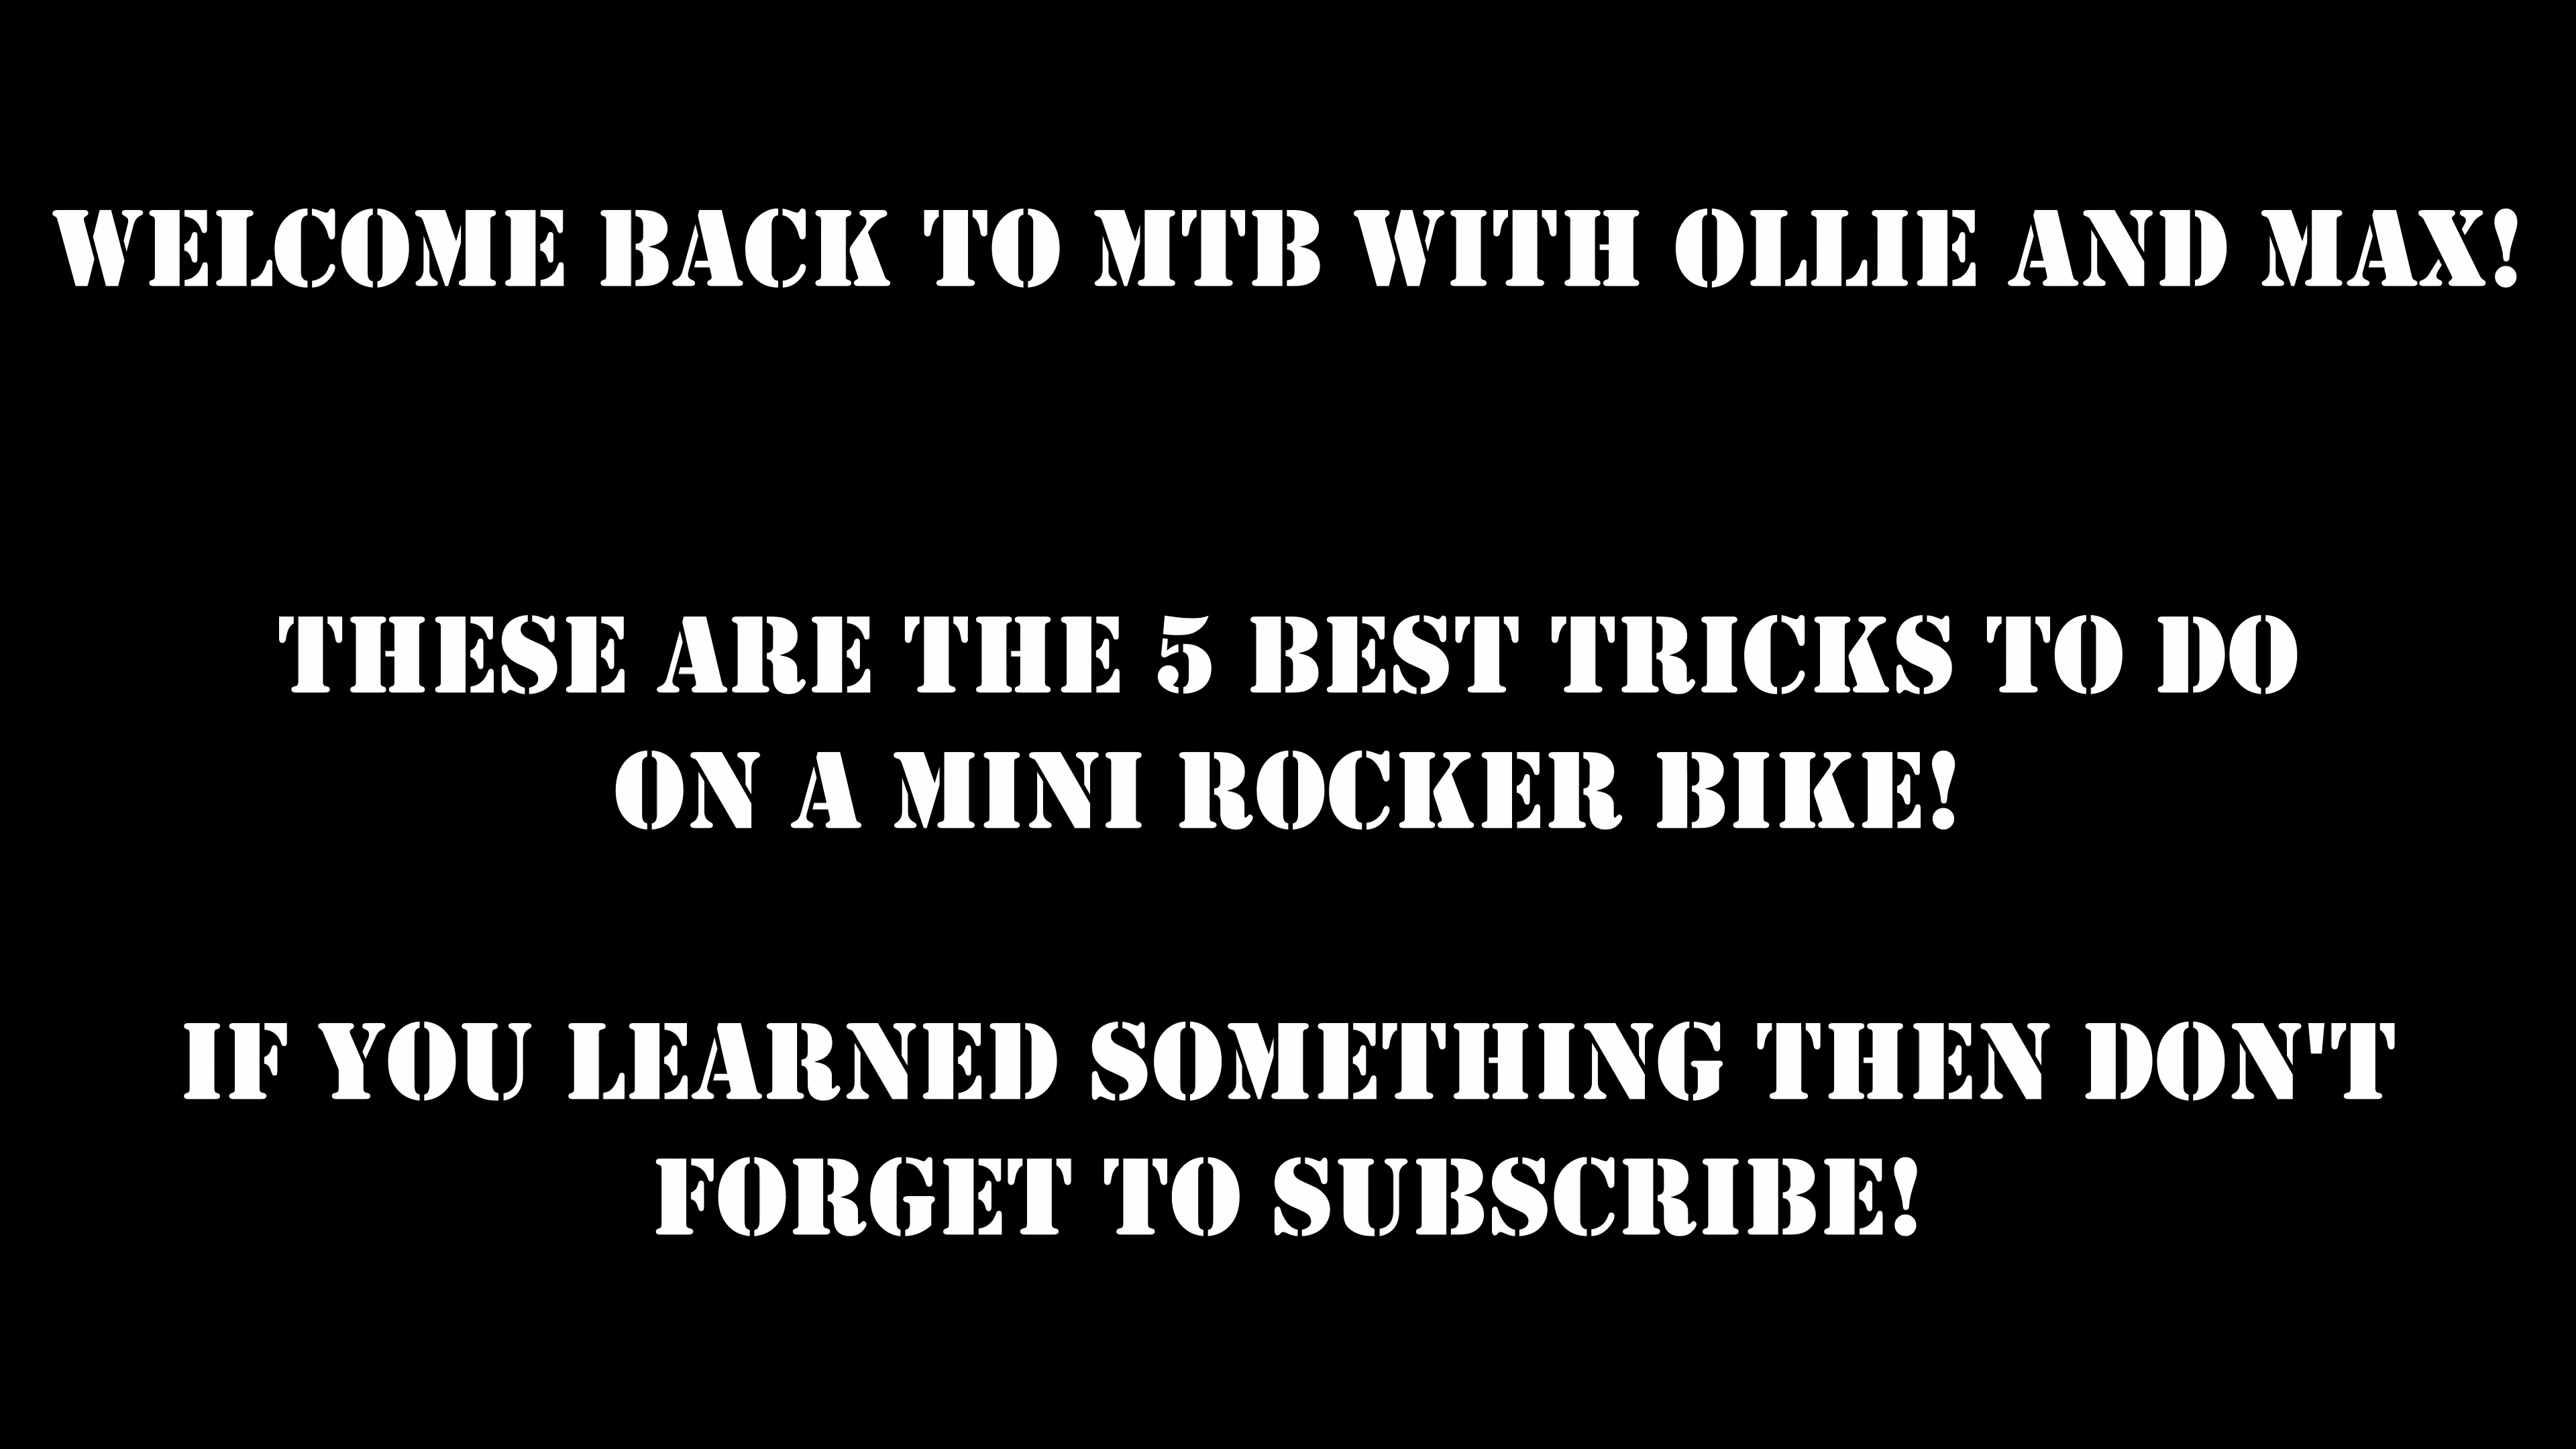 WELCOME BACK TO MTB WITH OLLIE AND MAX!
THESE ARE THE 5 BEST TRICKS TO DO
ON A MINI ROCKER BIKE!
IF YOU LEARNED SOMETHING THEN DON'T
FORGET TO SUBSCRIBE!